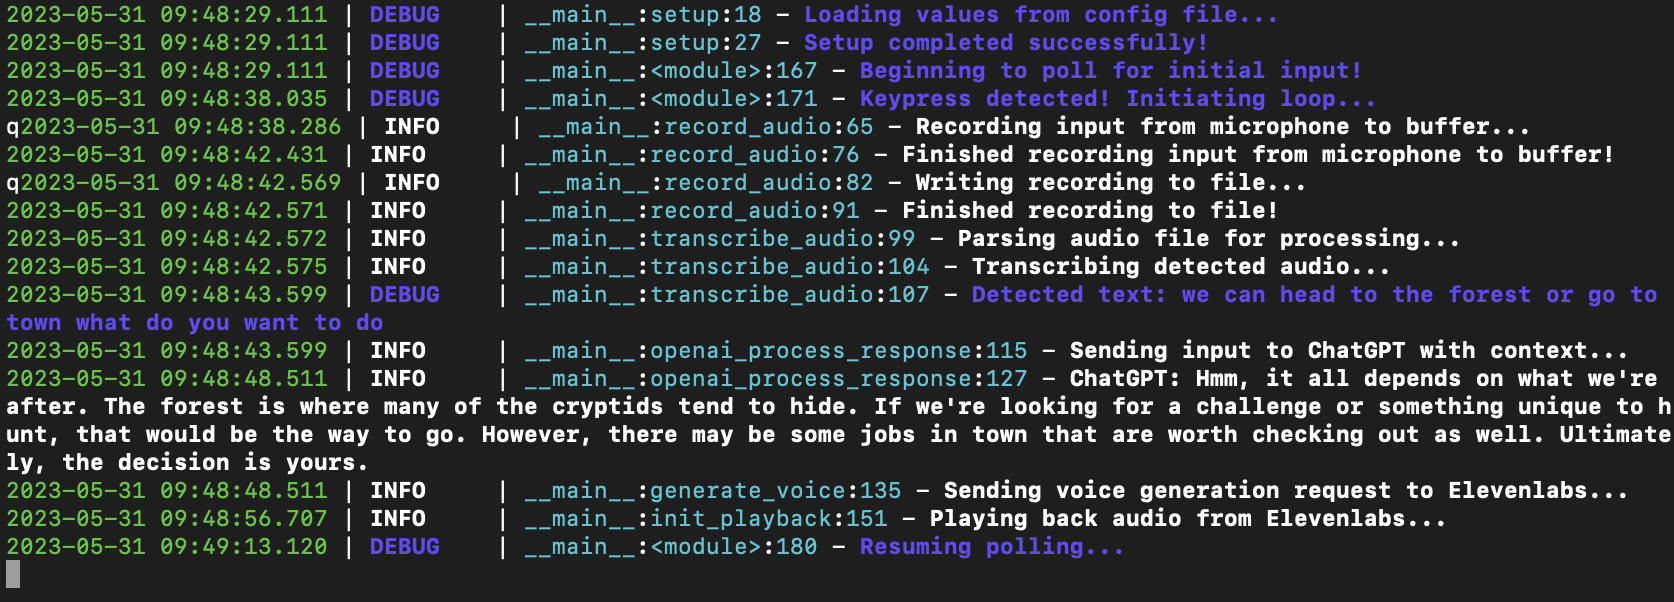 2023-05-31 09:48:29.111 | DEBUG    | __main__:setup:18 - Loading values from config file...
2023-05-31 09:48:29.111 | DEBUG    | __main__:setup:27 - Setup completed successfully!
2023-05-31 09:48:29.111 | DEBUG    | __main__:<module>:167 - Beginning to poll for initial input!
2023-05-31 09:48:38.035 | DEBUG    | __main__:<module>:171 - Keypress detected! Initiating loop...
q2023-05-31 09:48:38.286 | INFO     | __main__:record_audio:65 - Recording input from microphone to buffer...
2023-05-31 09:48:42.431 | INFO     | __main__:record_audio:76 - Finished recording input from microphone to buffer!
q2023-05-31 09:48:42.569 | INFO     | __main__:record_audio:82 - Writing recording to file...
2023-05-31 09:48:42.571 | INFO     | __main__:record_audio:91 - Finished recording to file!
2023-05-31 09:48:42.572 | INFO     | __main__:transcribe_audio:99 - Parsing audio file for processing...
2023-05-31 09:48:42.575 | INFO     | __main__:transcribe_audio:104 - Transcribing detected audio...
2023-05-31 09:48:43.599 | DEBUG    | __main__:transcribe_audio:107 - Detected text: we can head to the forest or go to
town what do you want to do
2023-05-31 09:48:43.599 | INFO     | __main__:openai_process_response:115 - Sending input to ChatGPT with context...
2023-05-31 09:48:48.511 | INFO     | __main__:openai_process_response:127 - ChatGPT: Hmm, it all depends on what we're
after. The forest is where many of the cryptids tend to hide. If we're looking for a challenge or something unique to h
unt, that would be the way to go. However, there may be some jobs in town that are worth checking out as well. Ultimate
ly, the decision is yours.
2023-05-31 09:48:48.511 | INFO     | __main__:generate_voice:135 - Sending voice generation request to Elevenlabs...
2023-05-31 09:48:56.707 | INFO     | __main__:init_playback:151 - Playing back audio from Elevenlabs...
2023-05-31 09:49:13.120 | DEBUG    | __main__:<module>:180 - Resuming polling...